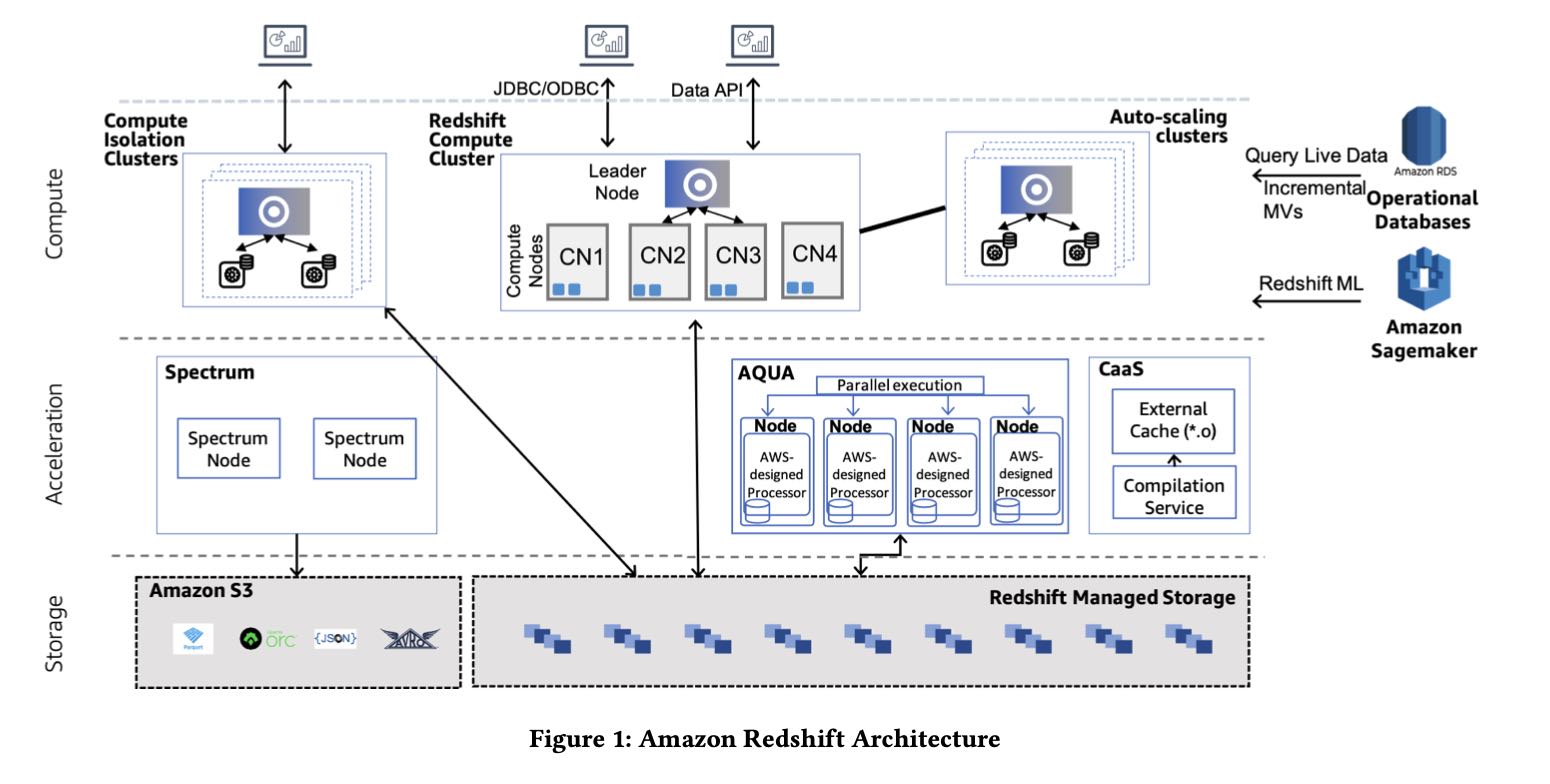 JDBC/ODBC
Data API
Compute
Isolation
Clusters
Redshift
Compute
Cluster
Auto-scaling
clusters
Compute
Leader
Node
Compute
Nodes
CN1
CN2
CN3
CN4
Query Live Data
Incremental
MVs
Amazon RDS
Operational
Databases
Redshift ML
Amazon
Sagemaker
Acceleration
Spectrum
Spectrum
Node
Spectrum
Node
AQUA
Parallel execution
Node
AWS-
designed
Processor
Node
AWS-
designed
Processor
Node
AWS-
designed
Processor
Node
AWS-
designed
Processor
CaaS
External
Cache (*.o)
Compilation
Service
Storage
Amazon S3
Parquet
orc
{JSON}
AVRO
Redshift Managed Storage
Figure 1: Amazon Redshift Architecture